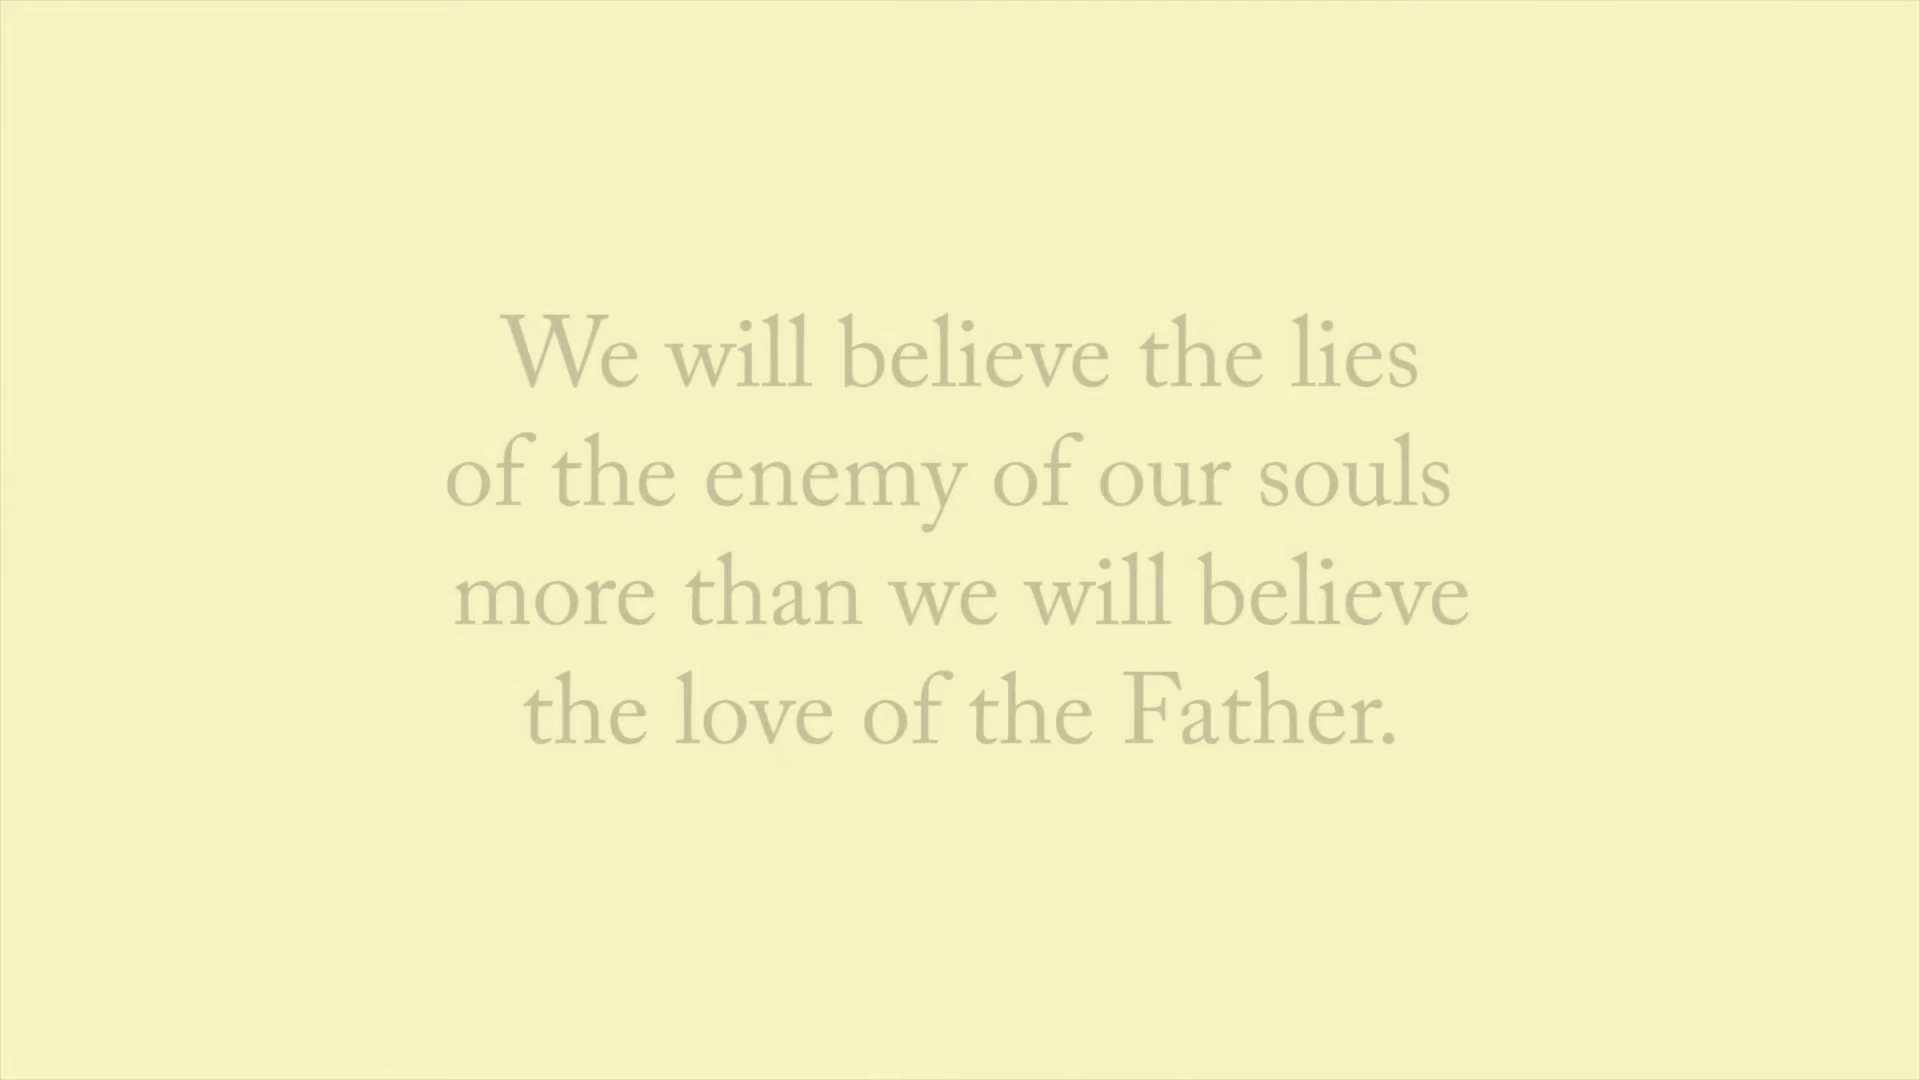 We will believe the lies
of the enemy of our souls
more than we will believe
the love of the Father.